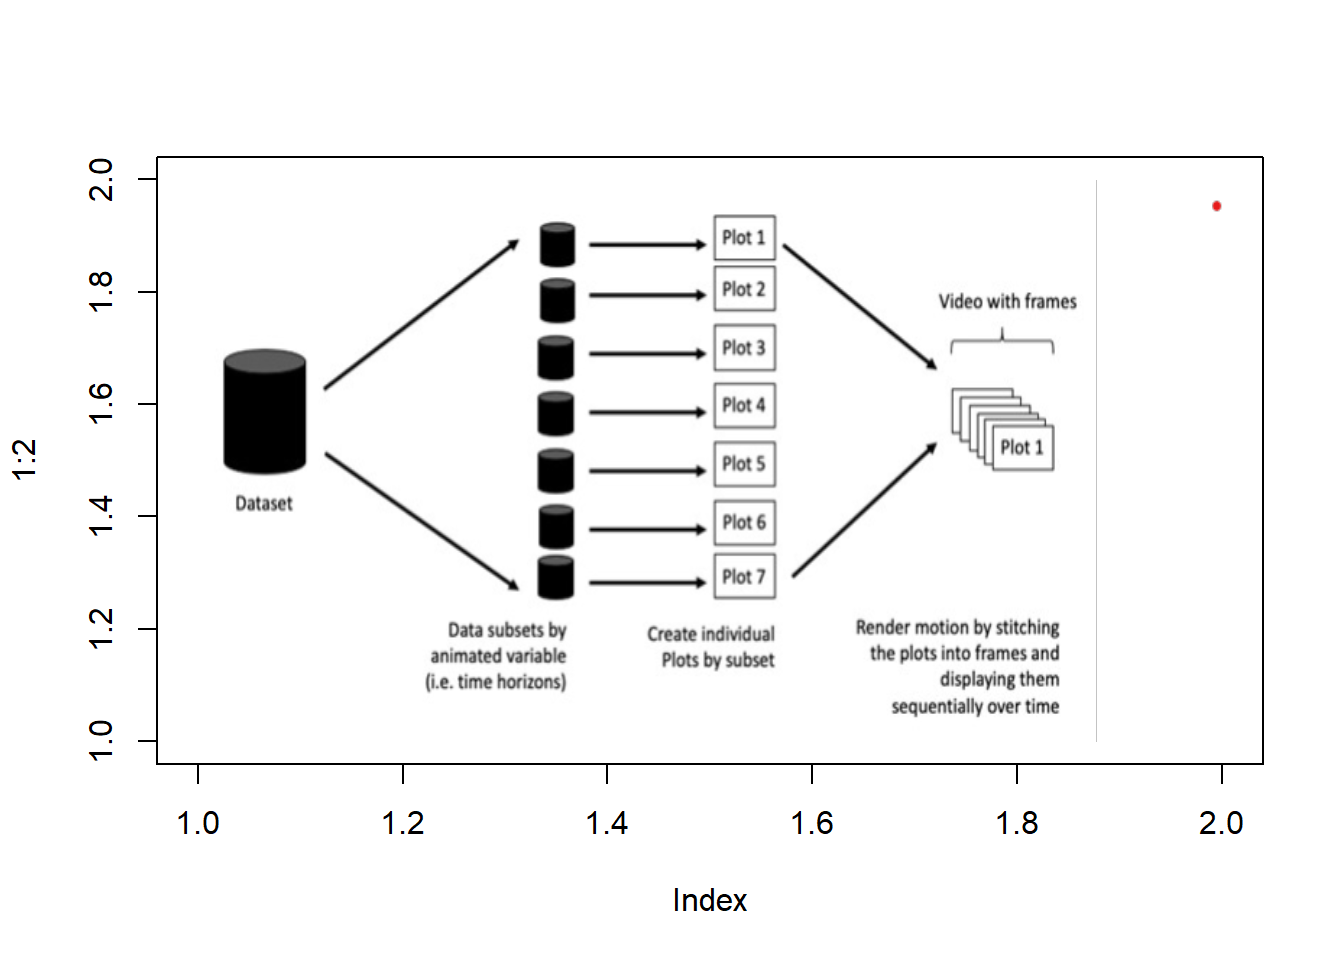 2.0
1.8
1.6
1.4
1.2
1.0
1:2
Dataset
Data subsets by
animated variable
(i.e. time horizons)
Plot 1
Plot 2
Plot 3
Plot 4
Plot 5
Plot 6
Plot 7
Create individual
Plots by subset
Video with frames
Plot 1
Render motion by stitching
the plots into frames and
displaying them
sequentially over time
1.0 1.2 1.4 1.6 1.8 2.0
Index